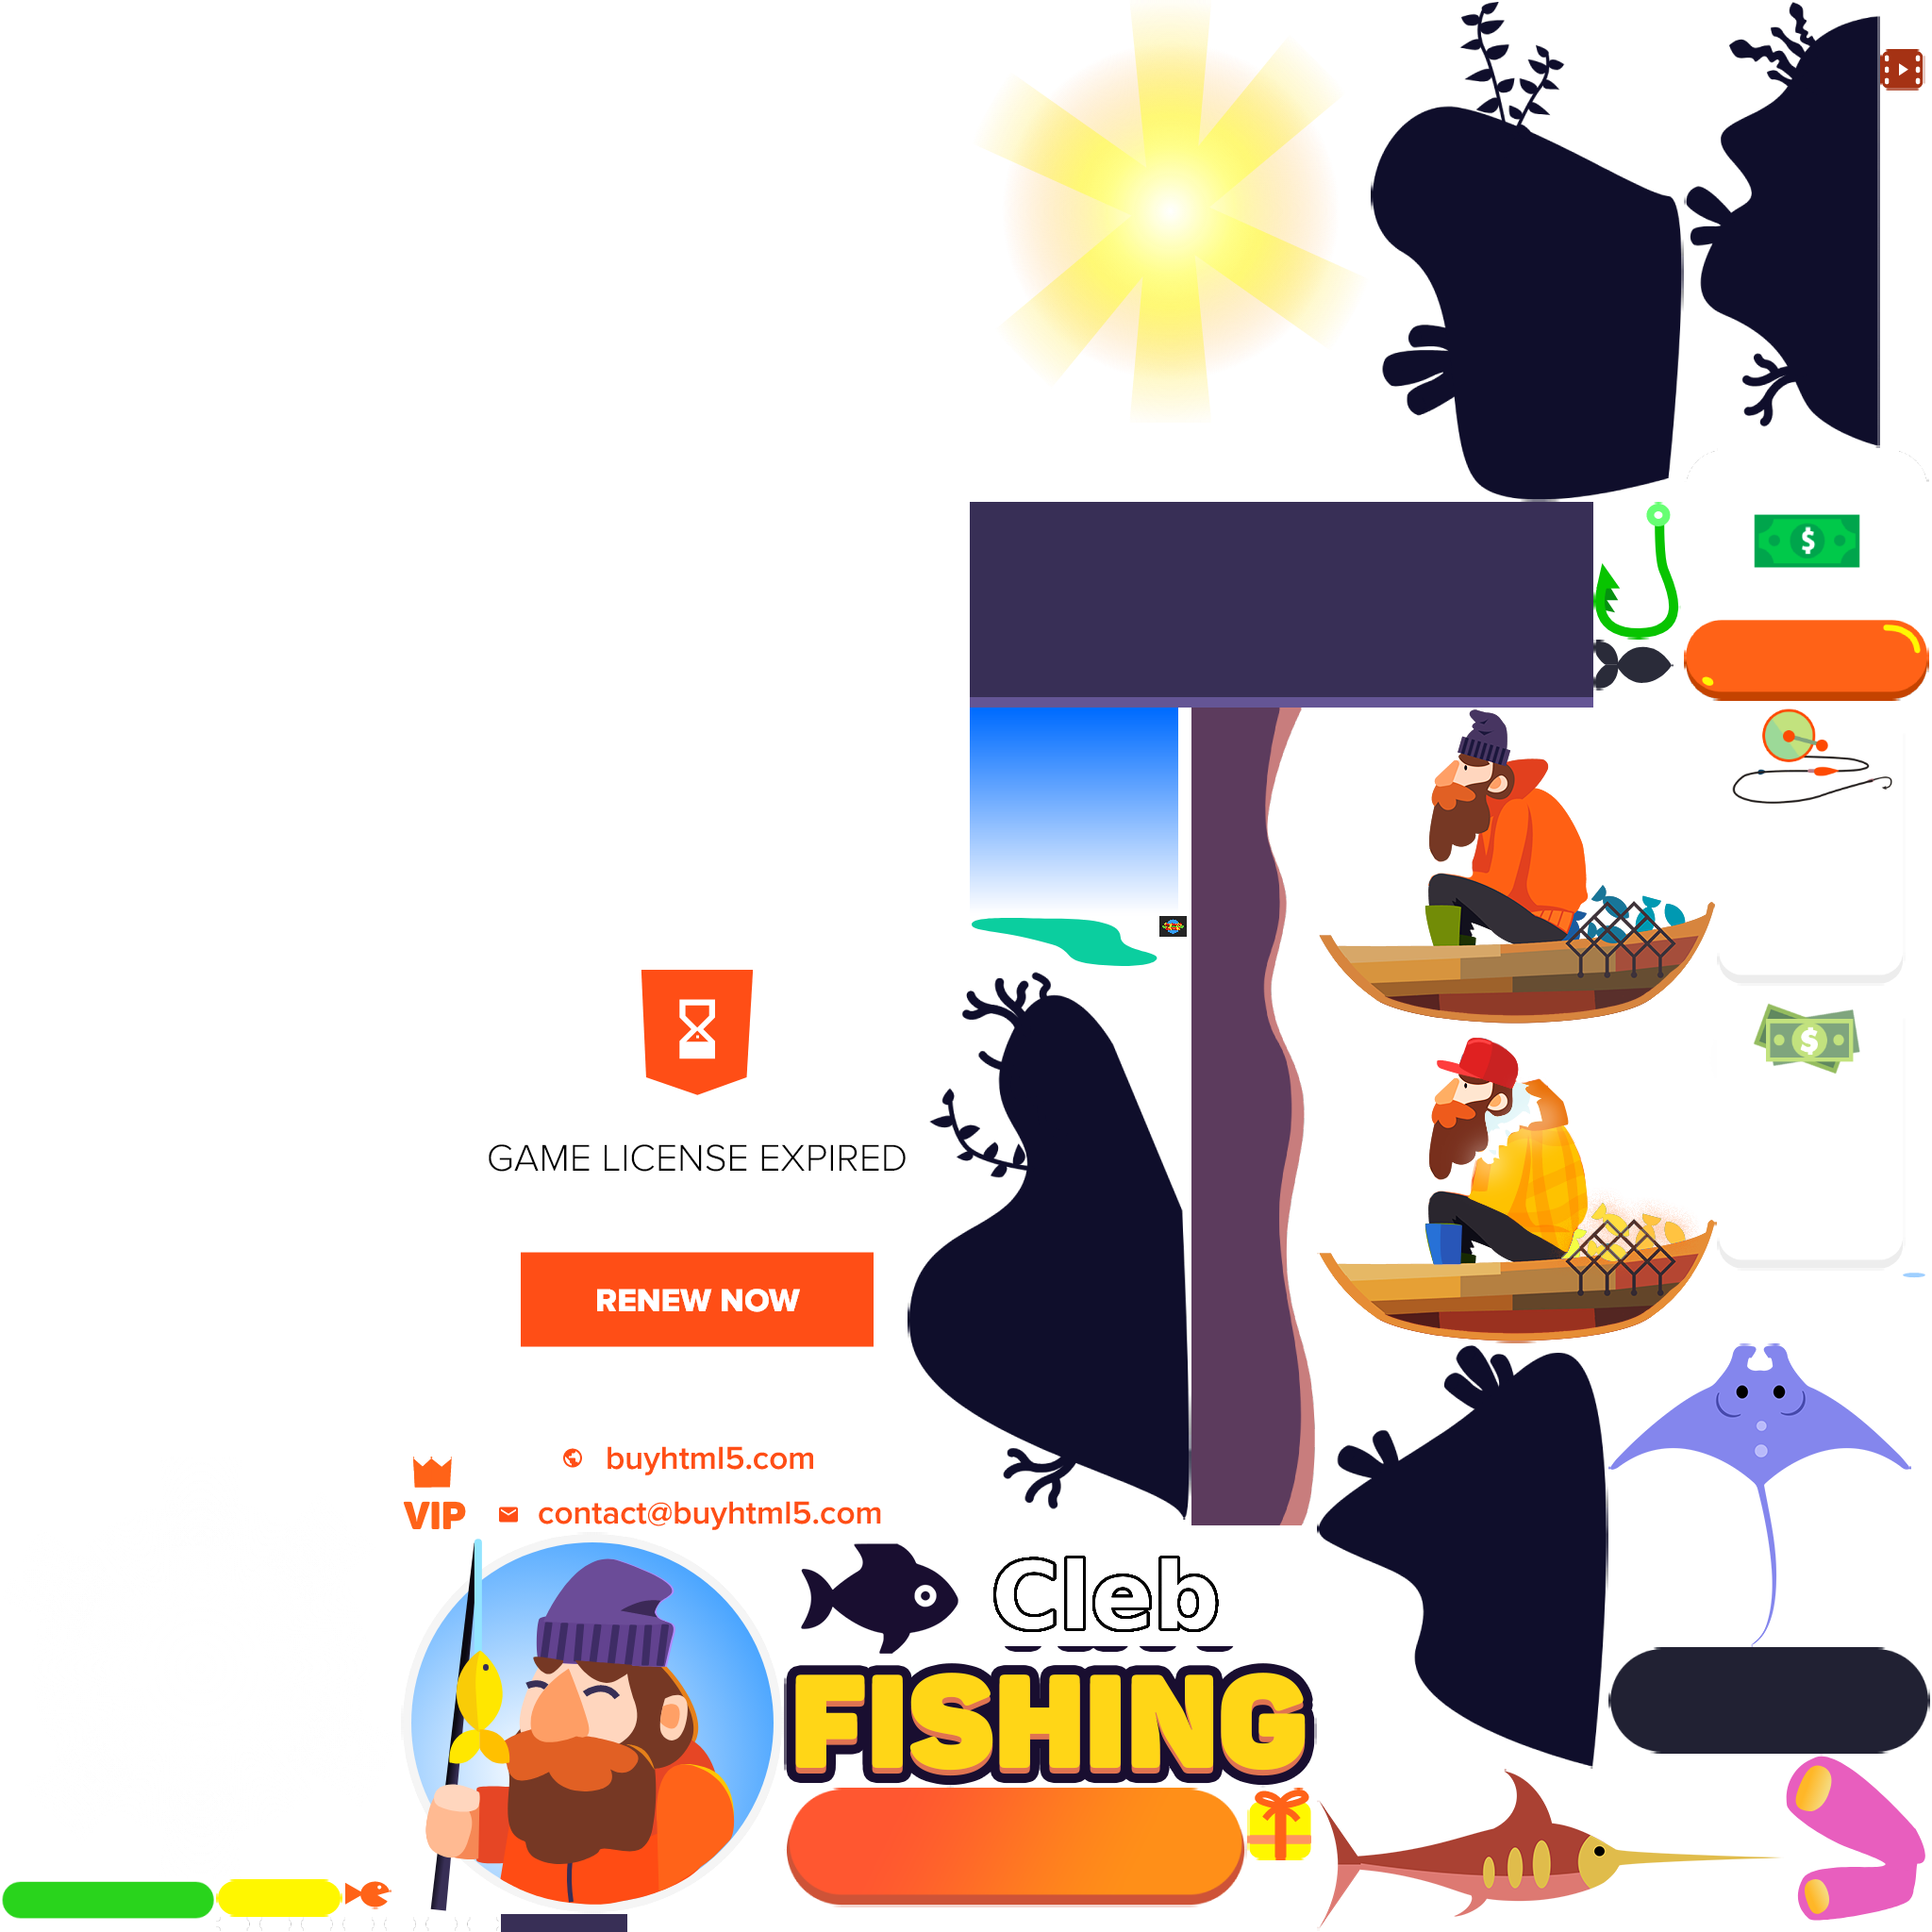 $
$
$
GAME LICENSE EXPIRED
RENEW NOW
buyhtml5.com
VIP
contact@buyhtml5.com
Cleb
FISHING